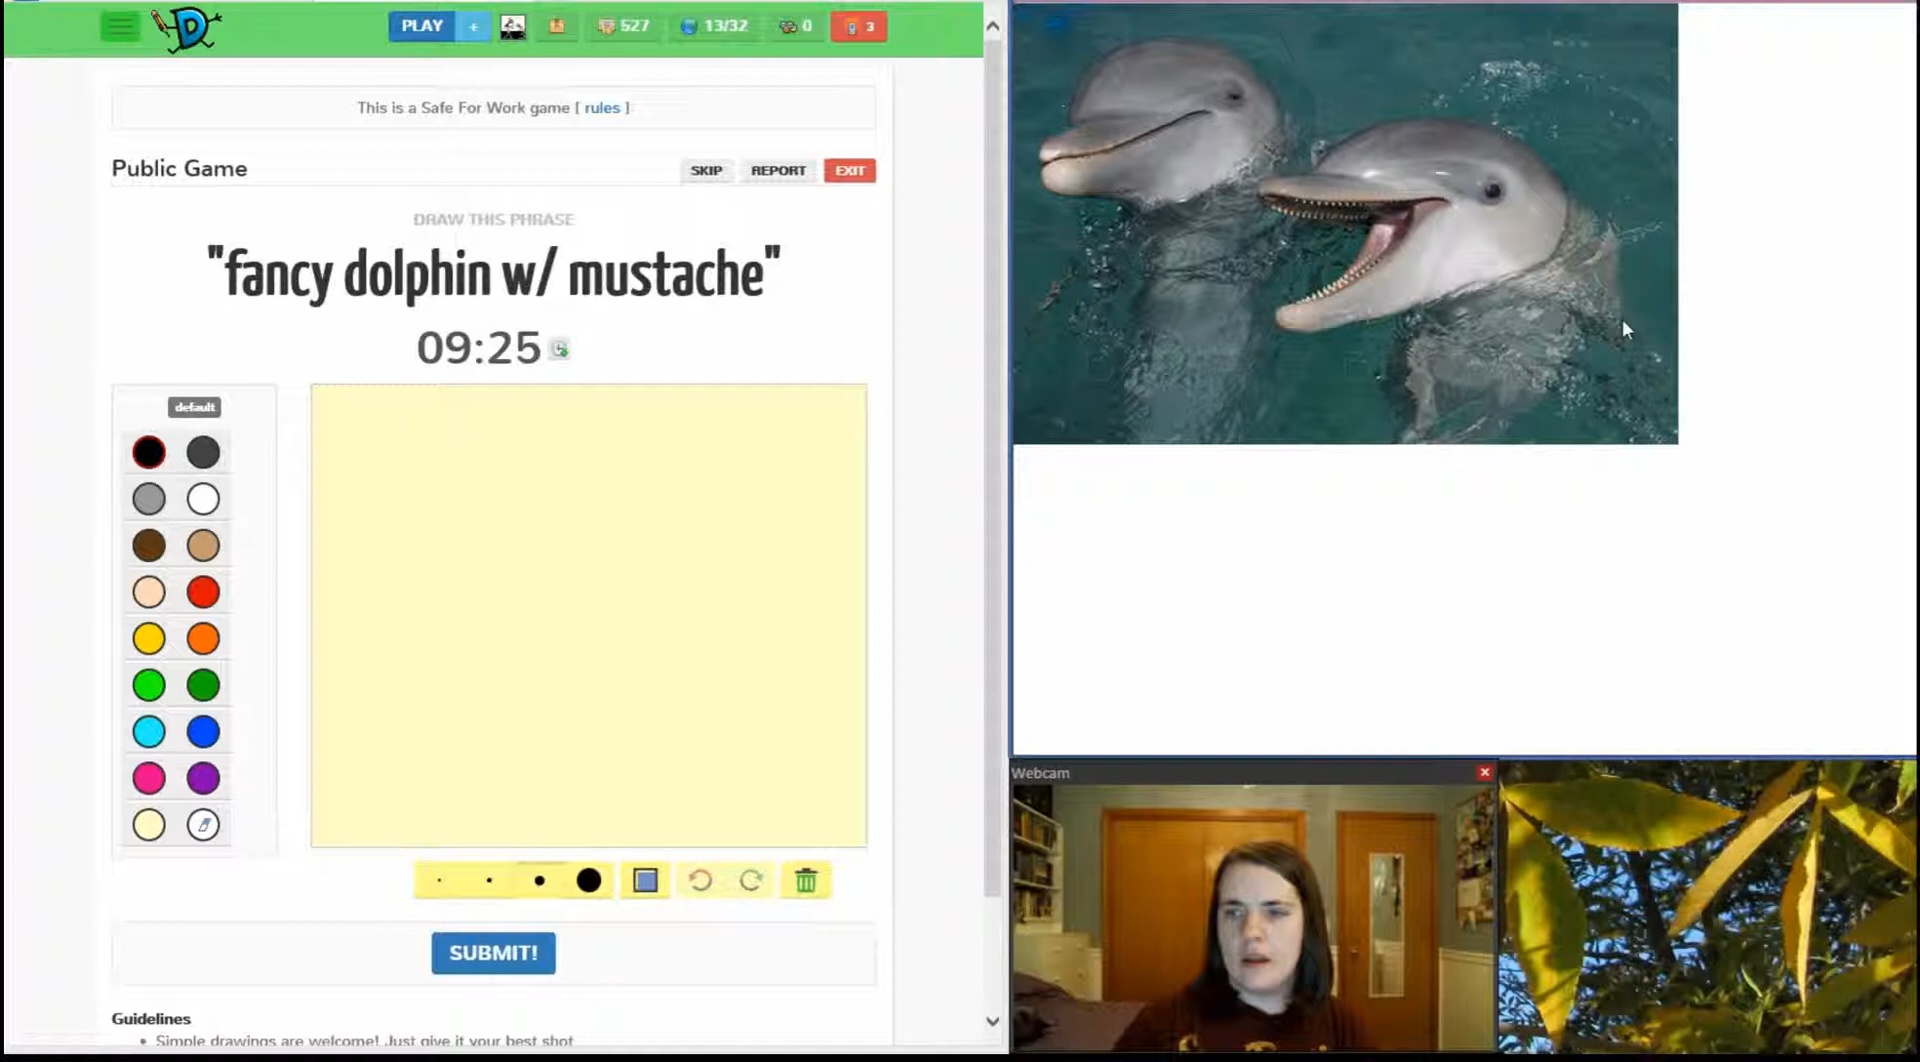 PLAY + 527 13/32 0 3
This is a Safe For Work game [ rules ]
Public Game
SKIP REPORT EXIT
DRAW THIS PHRASE
"fancy dolphin w/ mustache"
09:25
default
SUBMIT!
Guidelines
• Simple drawings are welcome! Just give it your best shot
Webcam